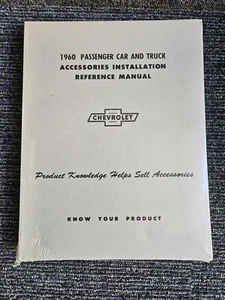 1960 PASSENGER CAR AND TRUCK
ACCESSORIES INSTALLATION
REFERENCE MANUAL
CHEVROLET
Product Knowledge Helps Sell Accessories
KNOW YOUR PRODUCT